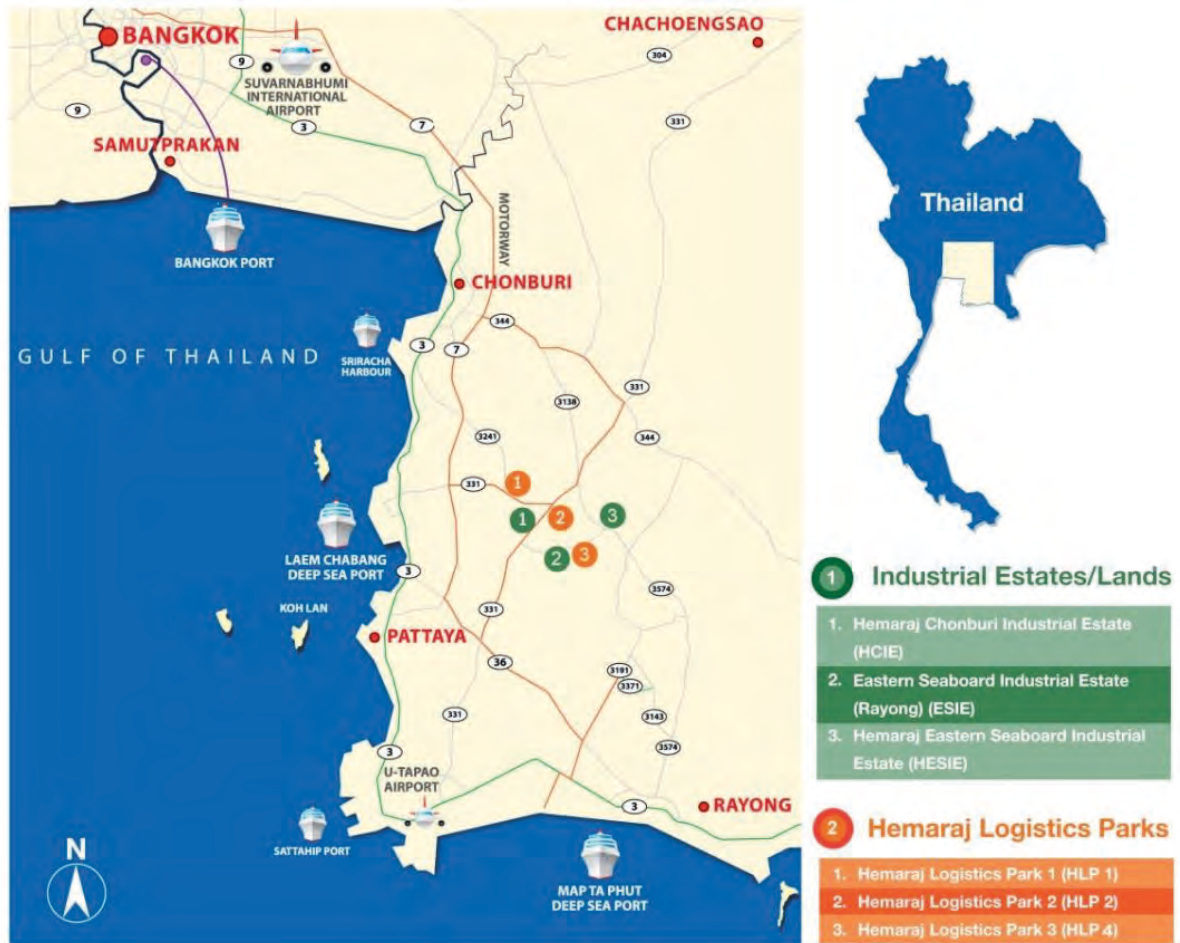 BANGKOK
CHACHOENGSAO
9
SUVARNABHUMI
INTERNATIONAL
AIRPORT
304
9
3
7
331
SAMUTPRAKAN
MOTORWAY
BANGKOK PORT
CHONBURI
344
GULF OF THAILAND
SRIRACHA
HARBOUR
3
7
331
3138
3241
344
331
1
1
2
3
2
3
LAEM CHABANG
DEEP SEA PORT
3
3574
KOH LAN
331
PATTAYA
36
3191
3371
331
3143
3574
3
U-TAPAO
AIRPORT
3
RAYONG
SATTAHIP PORT
N
MAP TA PHUT
DEEP SEA PORT
Thailand
1 Industrial Estates/Lands
1. Hemaraj Chonburi Industrial Estate
(HCIE)
2. Eastern Seaboard Industrial Estate
(Rayong) (ESIE)
3. Hemaraj Eastern Seaboard Industrial
Estate (HESIE)
2 Hemaraj Logistics Parks
1. Hemaraj Logistics Park 1 (HLP 1)
2. Hemaraj Logistics Park 2 (HLP 2)
3. Hemaraj Logistics Park 3 (HLP 4)